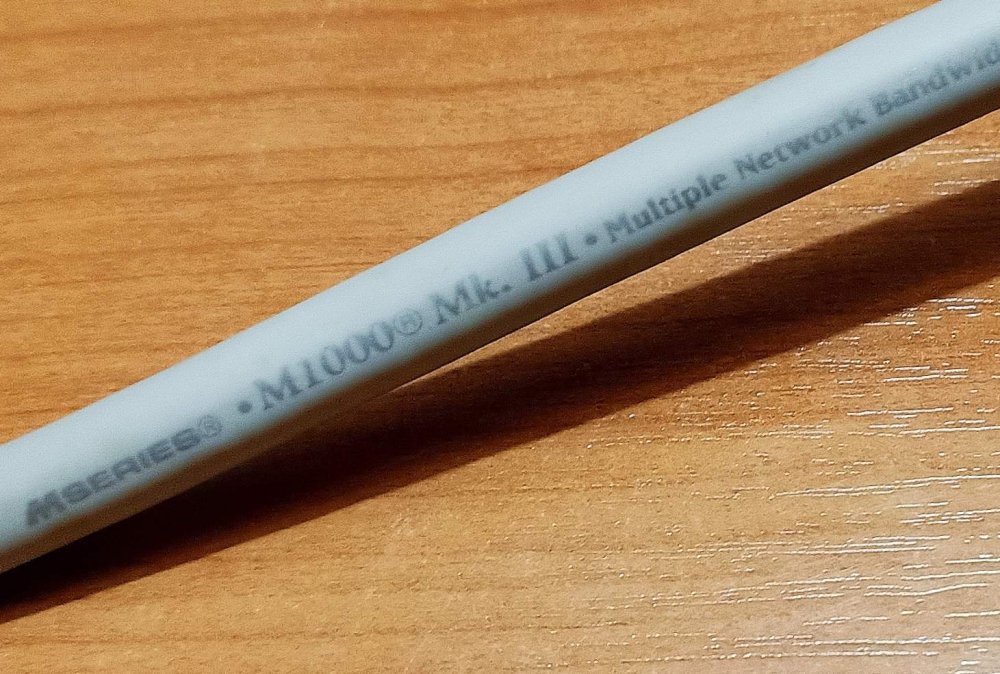 MSERIES® • M1000® Mk. III • Multiple Network Bandwid